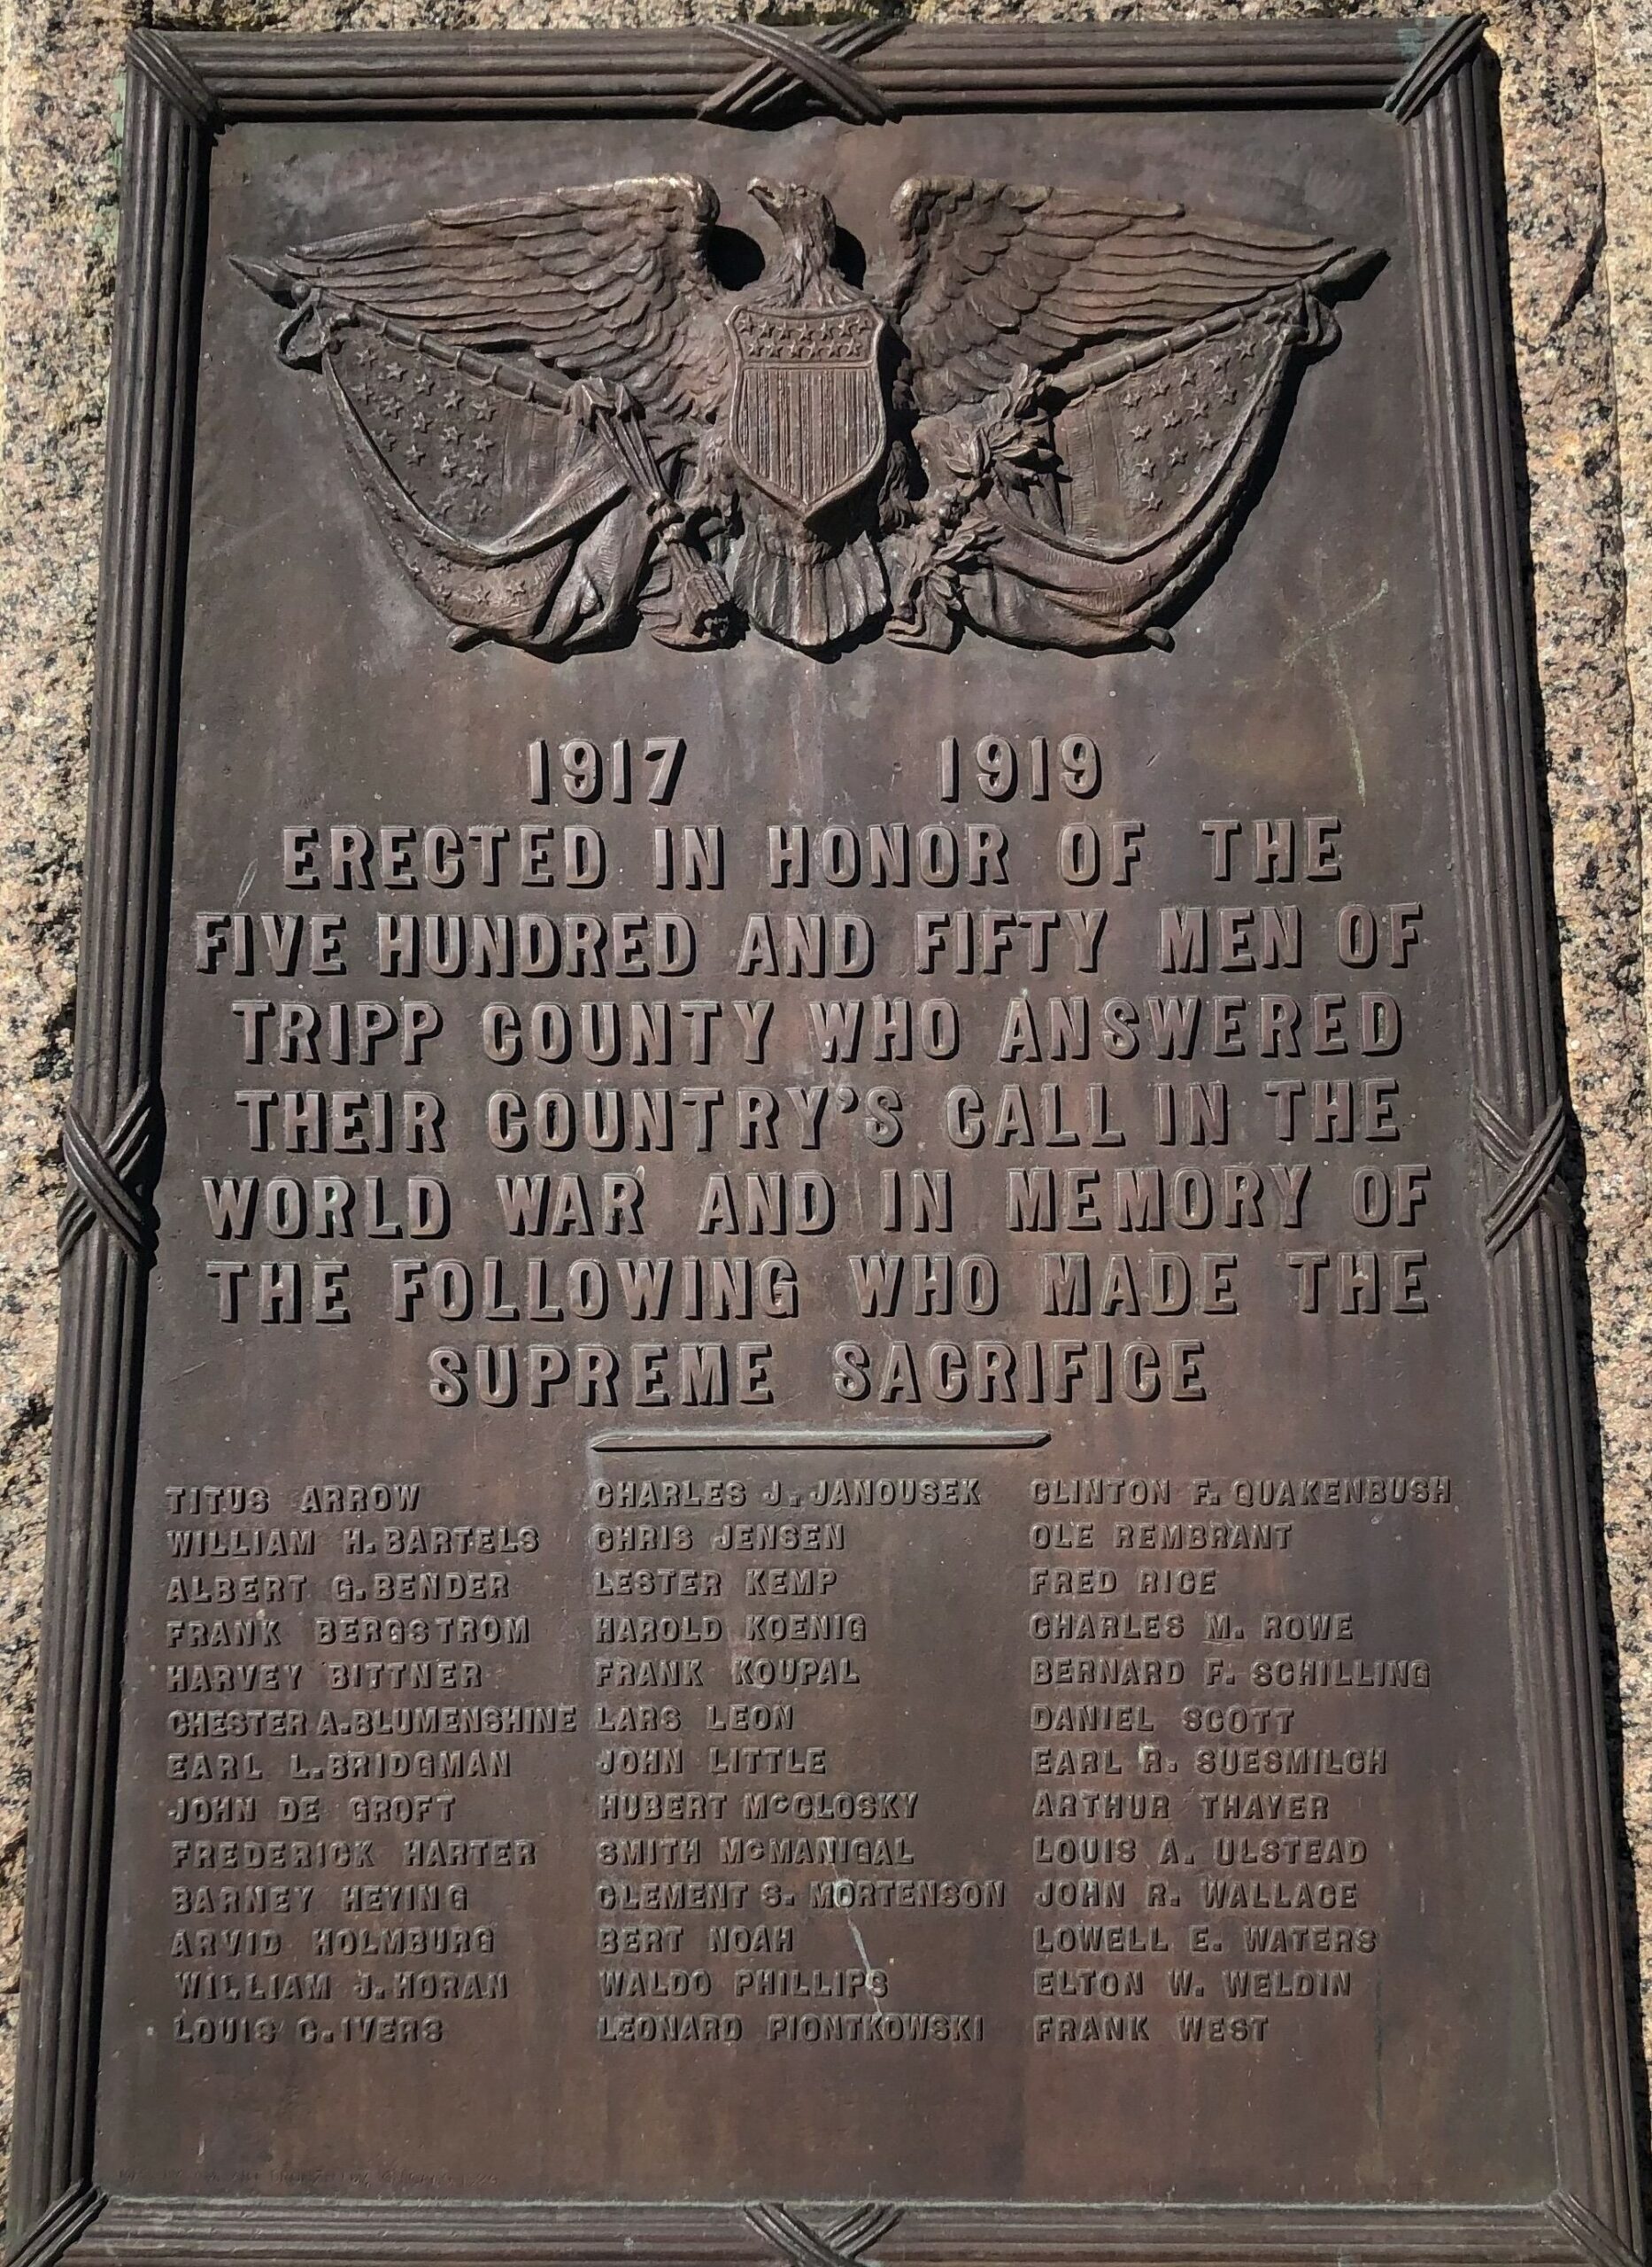 1917 1919
ERECTED IN HONOR OF THE
FIVE HUNDRED AND FIFTY MEN OF
TRIPP COUNTY WHO ANSWERED
THEIR COUNTRY'S CALL IN THE
WORLD WAR AND IN MEMORY OF
THE FOLLOWING WHO MADE THE
SUPREME SACRIFICE
TITUS ARROW
WILLIAM H. BARTELS
ALBERT G. BENDER
FRANK BERGSTROM
HARVEY BITTNER
CHESTER A. BLUMENSHINE
EARL L. BRIDGMAN
JOHN DE GROFT
FREDERICK HARTER
BARNEY HEYING
ARVID HOLMBURG
WILLIAM J. HORAN
LOUIS C. IVERS
CHARLES J. JANOUSEK
CHRIS JENSEN
LESTER KEMP
HAROLD KOENIG
FRANK KOUPAL
LARS LEON
JOHN LITTLE
HUBERT McCLOSKY
SMITH McMANIGAL
CLEMENT S. MORTENSON
BERT NOAH
WALDO PHILLIPS
LEONARD PIONTKOWSKI
CLINTON F. QUAKENBUSH
OLE REMBRANT
FRED RICE
CHARLES M. ROWE
BERNARD F. SCHILLING
DANIEL SCOTT
EARL R. SUESMILCH
ARTHUR THAYER
LOUIS A. ULSTEAD
JOHN R. WALLACE
LOWELL E. WATERS
ELTON W. WELDIN
FRANK WEST